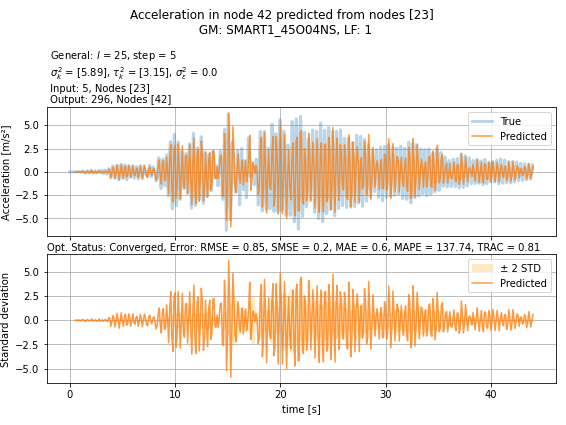 Acceleration in node 42 predicted from nodes [23]
GM: SMART1_45O04NS, LF: 1
General: l = 25, step = 5
σ²ₖ = [5.89], τ²ₖ = [3.15], σ²ε = 0.0
Input: 5, Nodes [23]
Output: 296, Nodes [42]
Acceleration [m/s²]
5.0
2.5
0.0
−2.5
−5.0
True
Predicted
Opt. Status: Converged, Error: RMSE = 0.85, SMSE = 0.2, MAE = 0.6, MAPE = 137.74, TRAC = 0.81
Standard deviation
5.0
2.5
0.0
−2.5
−5.0
± 2 STD
Predicted
0
10
20
30
40
time [s]